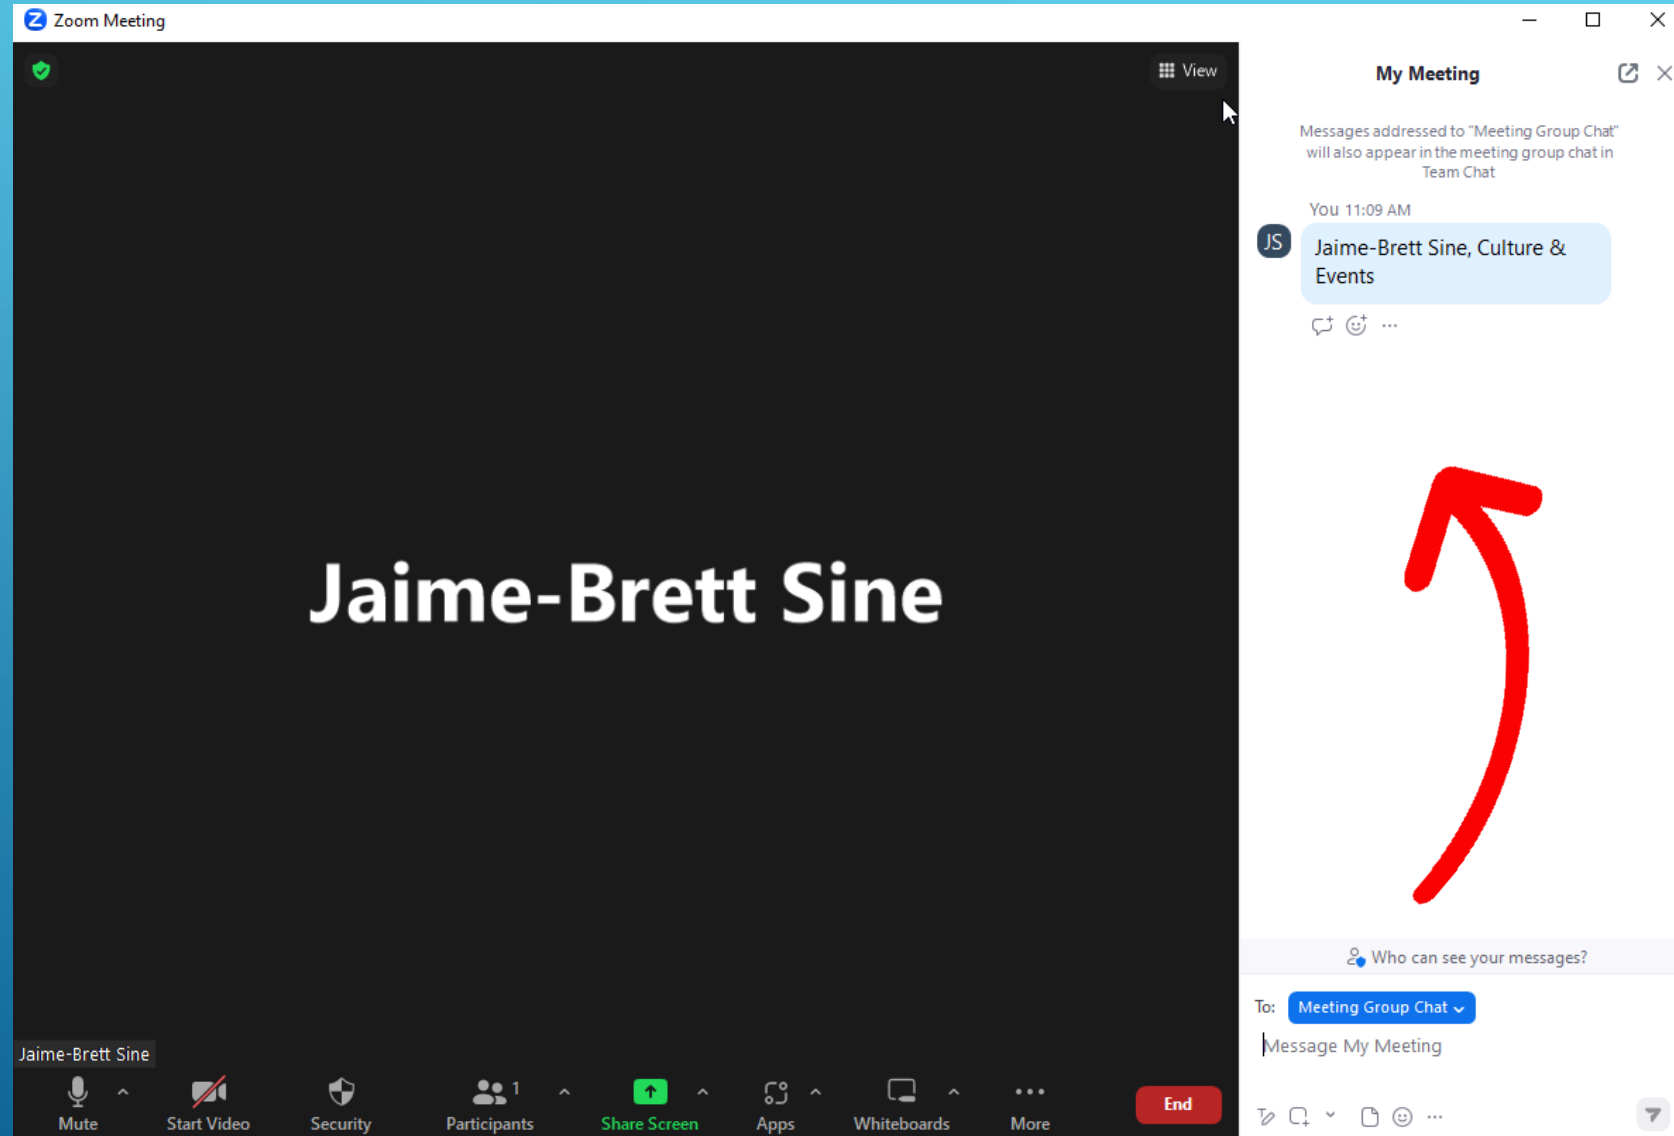 Zoom Meeting
View
Jaime-Brett Sine
Jaime-Brett Sine
Mute
Start Video
Security
1
Participants
Share Screen
Apps
Whiteboards
More
End
My Meeting
Messages addressed to "Meeting Group Chat"
will also appear in the meeting group chat in
Team Chat
You 11:09 AM
JS
Jaime-Brett Sine, Culture &
Events
Who can see your messages?
To: Meeting Group Chat
Message My Meeting